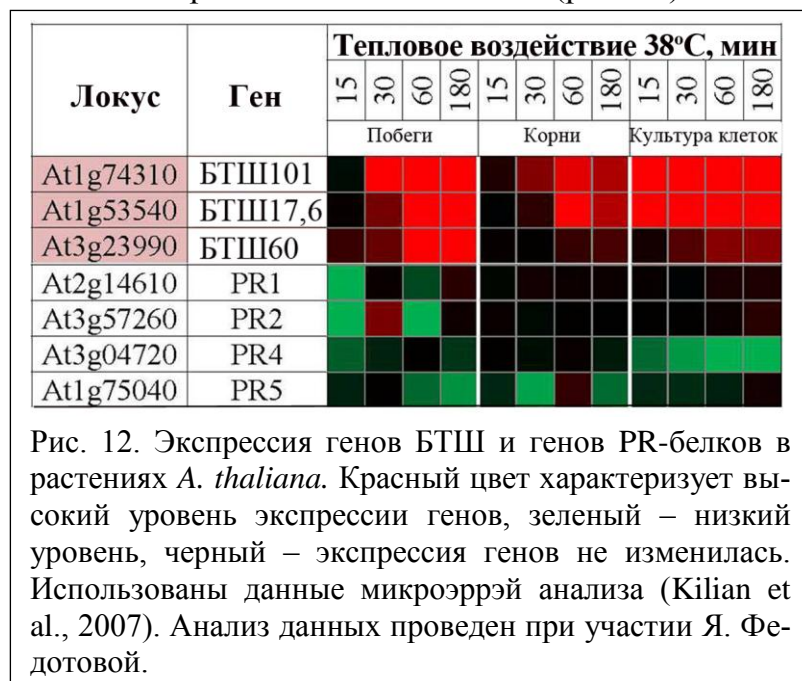 Тепловое воздействие 38°С, мин
Локус Ген 15 30 60 180 15 30 60 180 15 30 60 180
Побеги Корни Культура клеток
At1g74310 БТШ101
At1g53540 БТШ17,6
At3g23990 БТШ60
At2g14610 PR1
At3g57260 PR2
At3g04720 PR4
At1g75040 PR5
Рис. 12. Экспрессия генов БТШ и генов PR-белков в
растениях A. thaliana. Красный цвет характеризует вы-
сокий уровень экспрессии генов, зеленый – низкий
уровень, черный – экспрессия генов не изменилась.
Использованы данные микроэррэй анализа (Kilian et
al., 2007). Анализ данных проведен при участии Я. Фе-
дотовой.